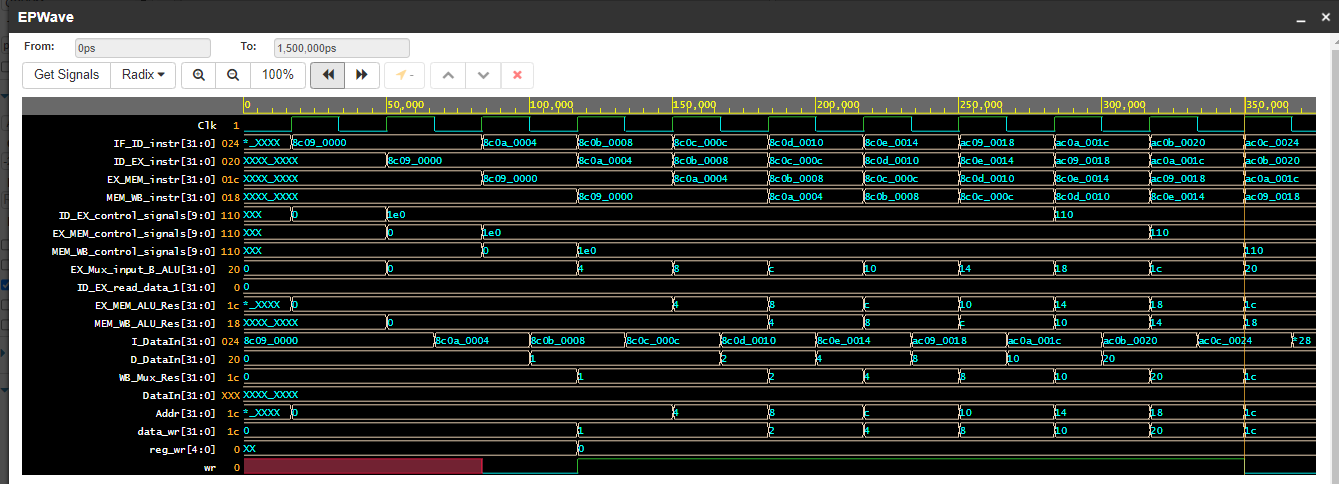 EPWave
From: 0ps To: 1,500,000ps
Get Signals Radix 100%
0 50,000 100,000 150,000 200,000 250,000 300,000 350,000
Clk 1
IF_ID_instr[31:0] 024 *_XXXX 8c09_0000 8c0a_0004 8c0b_0008 8c0c_000c 8c0d_0010 8c0e_0014 ac09_0018 ac0a_001c ac0b_0020 ac0c_0024
ID_EX_instr[31:0] 020 XXXX_XXXX 8c09_0000 8c0a_0004 8c0b_0008 8c0c_000c 8c0d_0010 8c0e_0014 ac09_0018 ac0a_001c ac0b_0020
EX_MEM_instr[31:0] 01c XXXX_XXXX 8c09_0000 8c0a_0004 8c0b_0008 8c0c_000c 8c0d_0010 8c0e_0014 ac09_0018 ac0a_001c
MEM_WB_instr[31:0] 018 XXXX_XXXX 8c09_0000 8c0a_0004 8c0b_0008 8c0c_000c 8c0d_0010 8c0e_0014 ac09_0018
ID_EX_control_signals[9:0] 110 XXX 0 1e0 110
EX_MEM_control_signals[9:0] 110 XXX 0 1e0 110
MEM_WB_control_signals[9:0] 110 XXX 0 1e0 110
EX_Mux_input_B_ALU[31:0] 20 0 0 4 8 c 10 14 18 1c 20
ID_EX_read_data_1[31:0] 0 0
EX_MEM_ALU_Res[31:0] 1c *_XXXX 0 4 8 c 10 14 18 1c
MEM_WB_ALU_Res[31:0] 18 XXXX_XXXX 0 4 8 c 10 14 18
I_DataIn[31:0] 024 8c09_0000 8c0a_0004 8c0b_0008 8c0c_000c 8c0d_0010 8c0e_0014 ac09_0018 ac0a_001c ac0b_0020 ac0c_0024 *28
D_DataIn[31:0] 20 0 1 2 4 8 10 20
WB_Mux_Res[31:0] 1c 0 1 2 4 8 10 20 1c
DataIn[31:0] XXX XXXX_XXXX
Addr[31:0] 1c *_XXXX 0 4 8 c 10 14 18 1c
data_wr[31:0] 1c 0 1 2 4 8 10 20 1c
reg_wr[4:0] 0 XX 0
wr 0